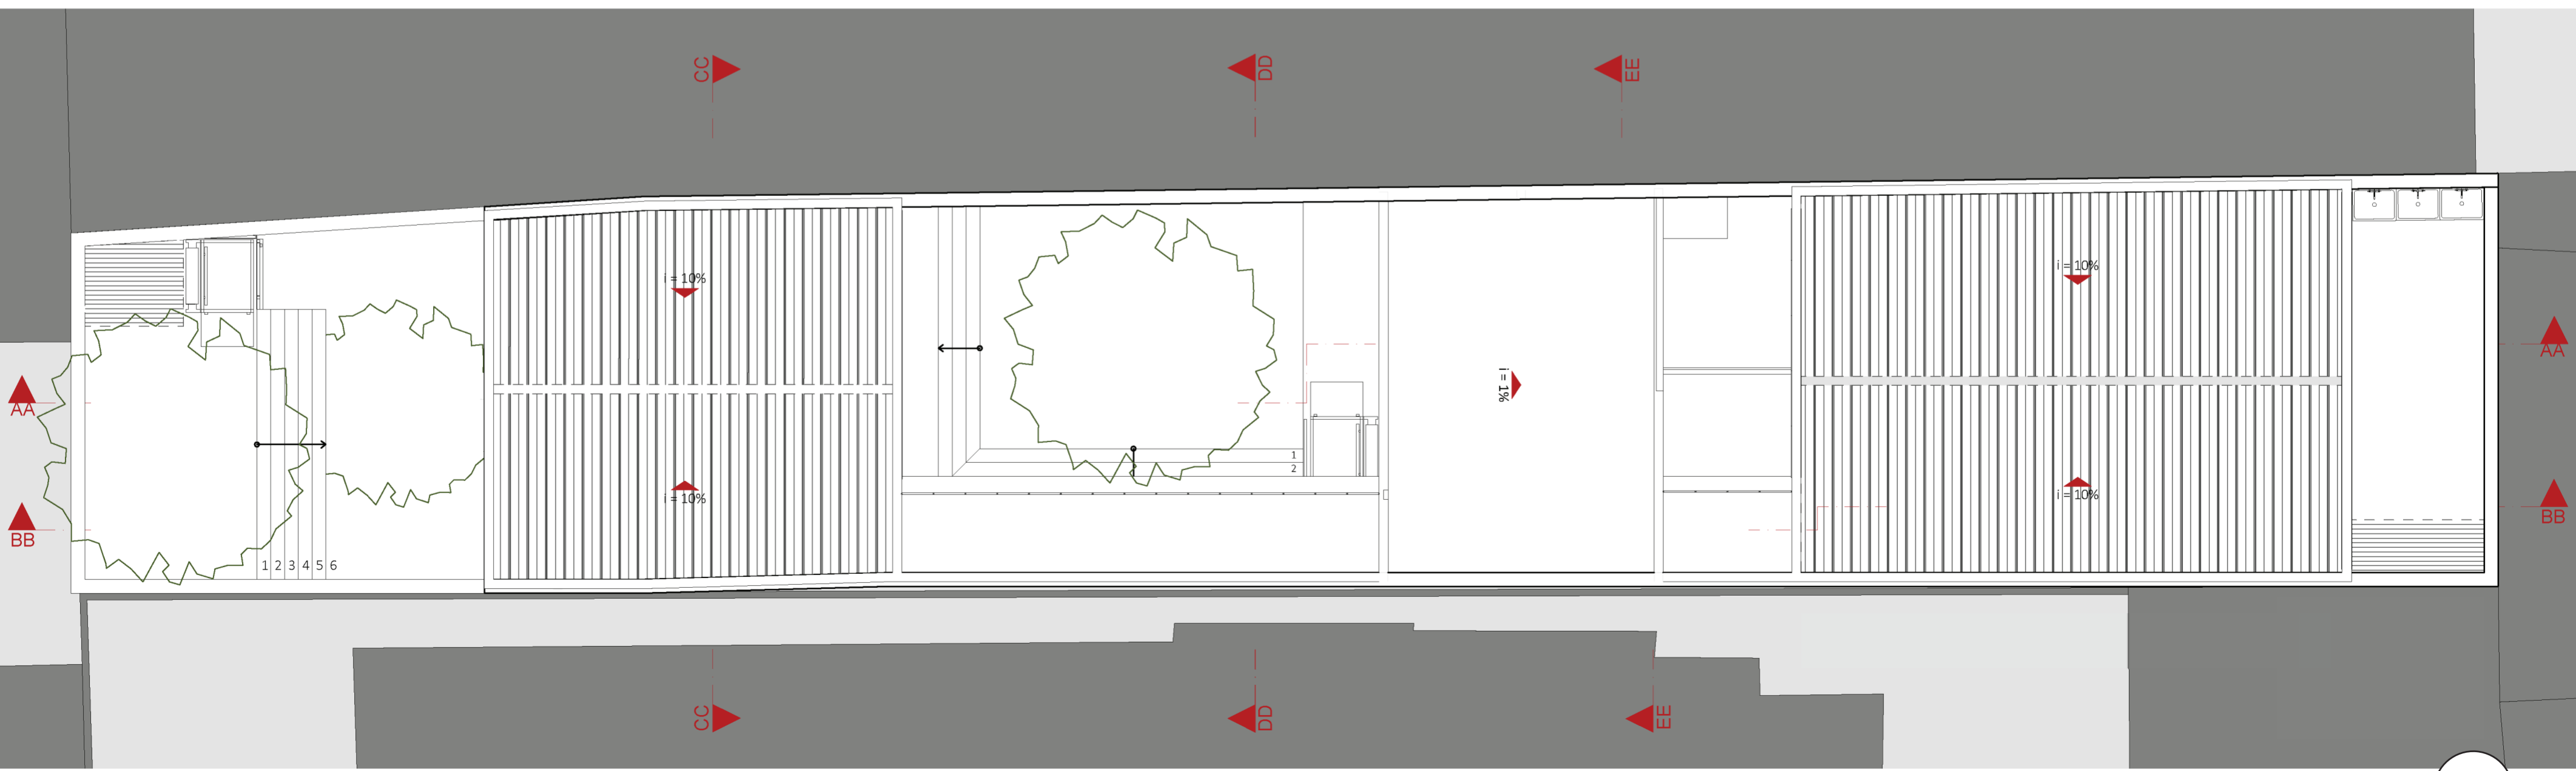 CC
DD
EE
i = 10%
i = 10%
i = 1%
AA
AA
1
2
i = 10%
i = 10%
BB
BB
1 2 3 4 5 6
CC
DD
EE